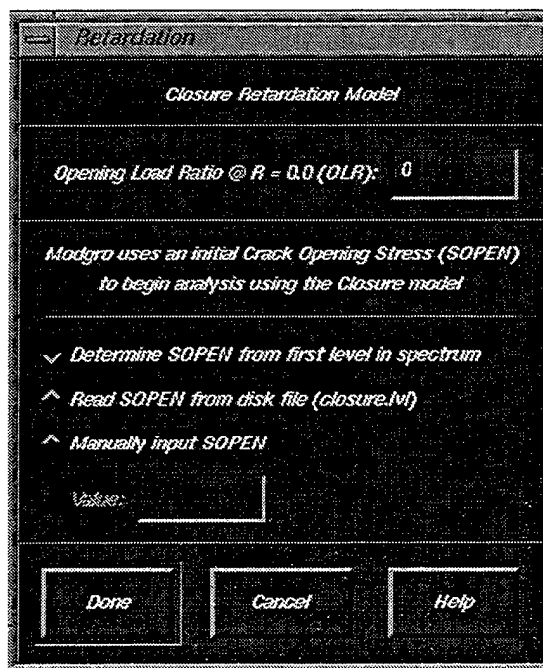 Retardation
Closure Retardation Model
Opening Load Ratio @ R = 0.0 (OLR): 0
Modgro uses an initial Crack Opening Stress (SOPEN)
to begin analysis using the Closure model
Determine SOPEN from first level in spectrum
Read SOPEN from disk file (closure.lvl)
Manually input SOPEN
Value:
Done Cancel Help